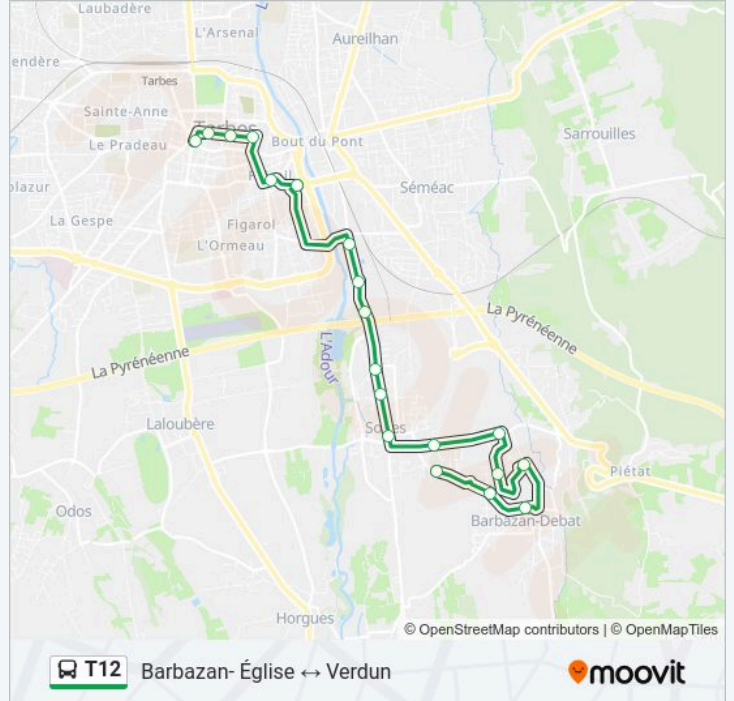 Laubadère
L'
L'Arsenal
Aureilhan
endère
Tarbes
Sainte-Anne
Tarbes
Le Pradeau
Bout du Pont
Sarrouilles
olazur
Séméac
La Gespe
Figarol
L'Ormeau
La Pyrénéenne
La Pyrénéenne
L'Adour
Laloubère
Soues
Piétat
Odos
Barbazan-Debat
Horgues
© OpenStreetMap contributors | © OpenMapTiles
T12 Barbazan- Église ↔ Verdun
moovit